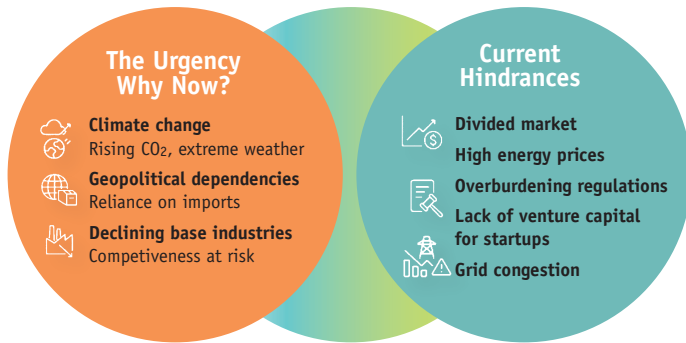 The Urgency
Why Now?
Climate change
Rising CO₂, extreme weather
Geopolitical dependencies
Reliance on imports
Declining base industries
Competiveness at risk
Current
Hindrances
Divided market
High energy prices
Overburdening regulations
Lack of venture capital
for startups
Grid congestion